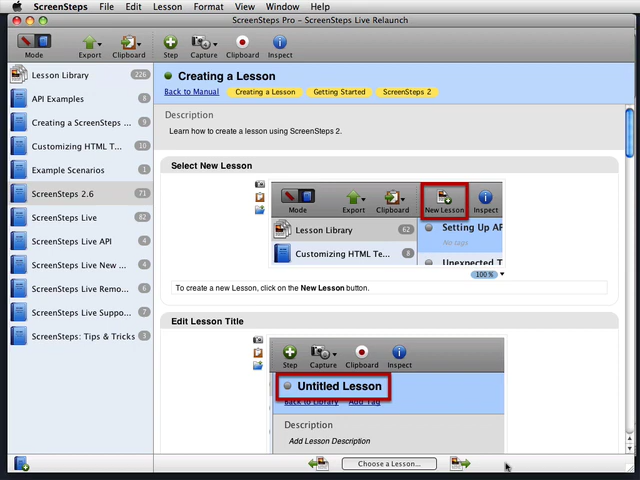 ScreenSteps File Edit Lesson Format View Window Help
ScreenSteps Pro – ScreenSteps Live Relaunch
Mode Export Clipboard Step Capture Clipboard Inspect
Lesson Library 226
API Examples 8
Creating a ScreenSteps ... 9
Customizing HTML T... 10
Example Scenarios 1
ScreenSteps 2.6 71
ScreenSteps Live 82
ScreenSteps Live API 4
ScreenSteps Live New ... 4
ScreenSteps Live Remo... 6
ScreenSteps Live Suppo... 7
ScreenSteps: Tips & Tricks 3
Creating a Lesson
Back to Manual Creating a Lesson Getting Started ScreenSteps 2
Description
Learn how to create a lesson using ScreenSteps 2.
Select New Lesson
Mode Export Clipboard New Lesson Inspect
Lesson Library 62
Customizing HTML Te... 8
Setting Up AP
No tags
Unexpected T
100 %
To create a new Lesson, click on the New Lesson button.
Edit Lesson Title
Step Capture Clipboard Inspect
Untitled Lesson
Back to Library Add Tag
Description
Add Lesson Description
Choose a Lesson...